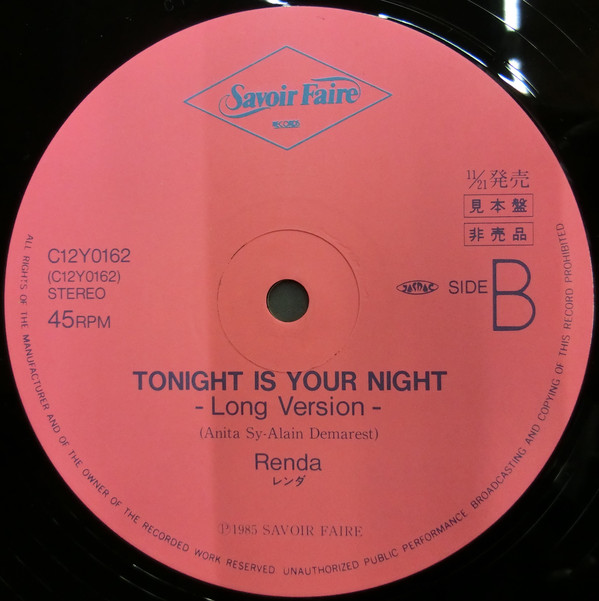 Savoir Faire
RECORDS
11/21発売
見本盤
非売品
C12Y0162
(C12Y0162)
STEREO
45RPM
JASRAC
SIDE B
TONIGHT IS YOUR NIGHT
- Long Version -
(Anita Sy-Alain Demarest)
Renda
レンダ
Ⓟ1985 SAVOIR FAIRE
ALL RIGHTS OF THE MANUFACTURER AND OF THE OWNER OF THE RECORDED WORK RESERVED UNAUTHORIZED PUBLIC PERFORMANCE BROADCASTING AND COPYING OF THIS RECORD PROHIBITED